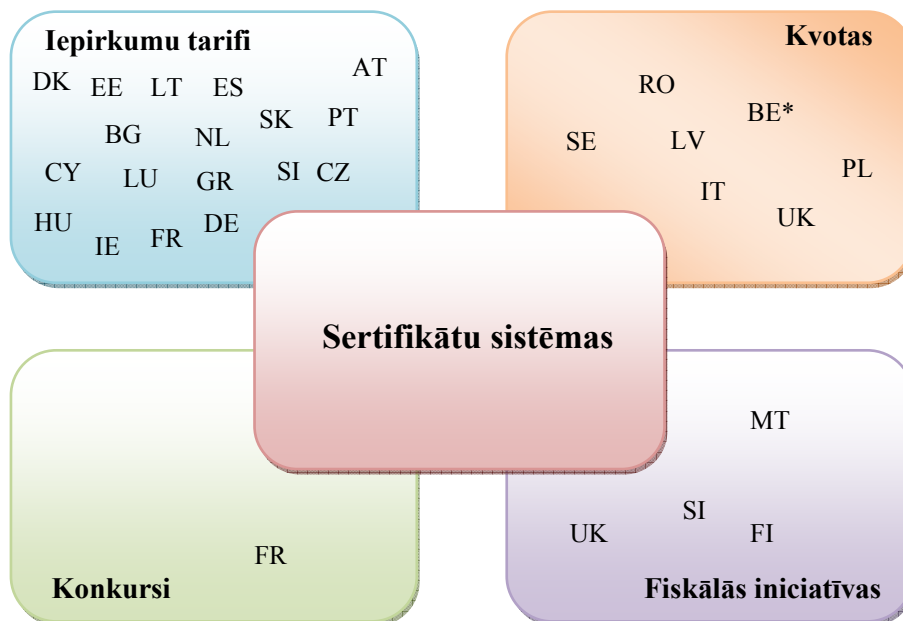 Iepirkumu tarifi
DK EE LT ES AT
BG NL SK PT
CY LU GR SI CZ
HU IE FR DE
Kvotas
RO BE*
SE LV PL
IT UK
Sertifikātu sistēmas
FR
Konkursi
MT
SI
UK FI
Fiskālās iniciatīvas